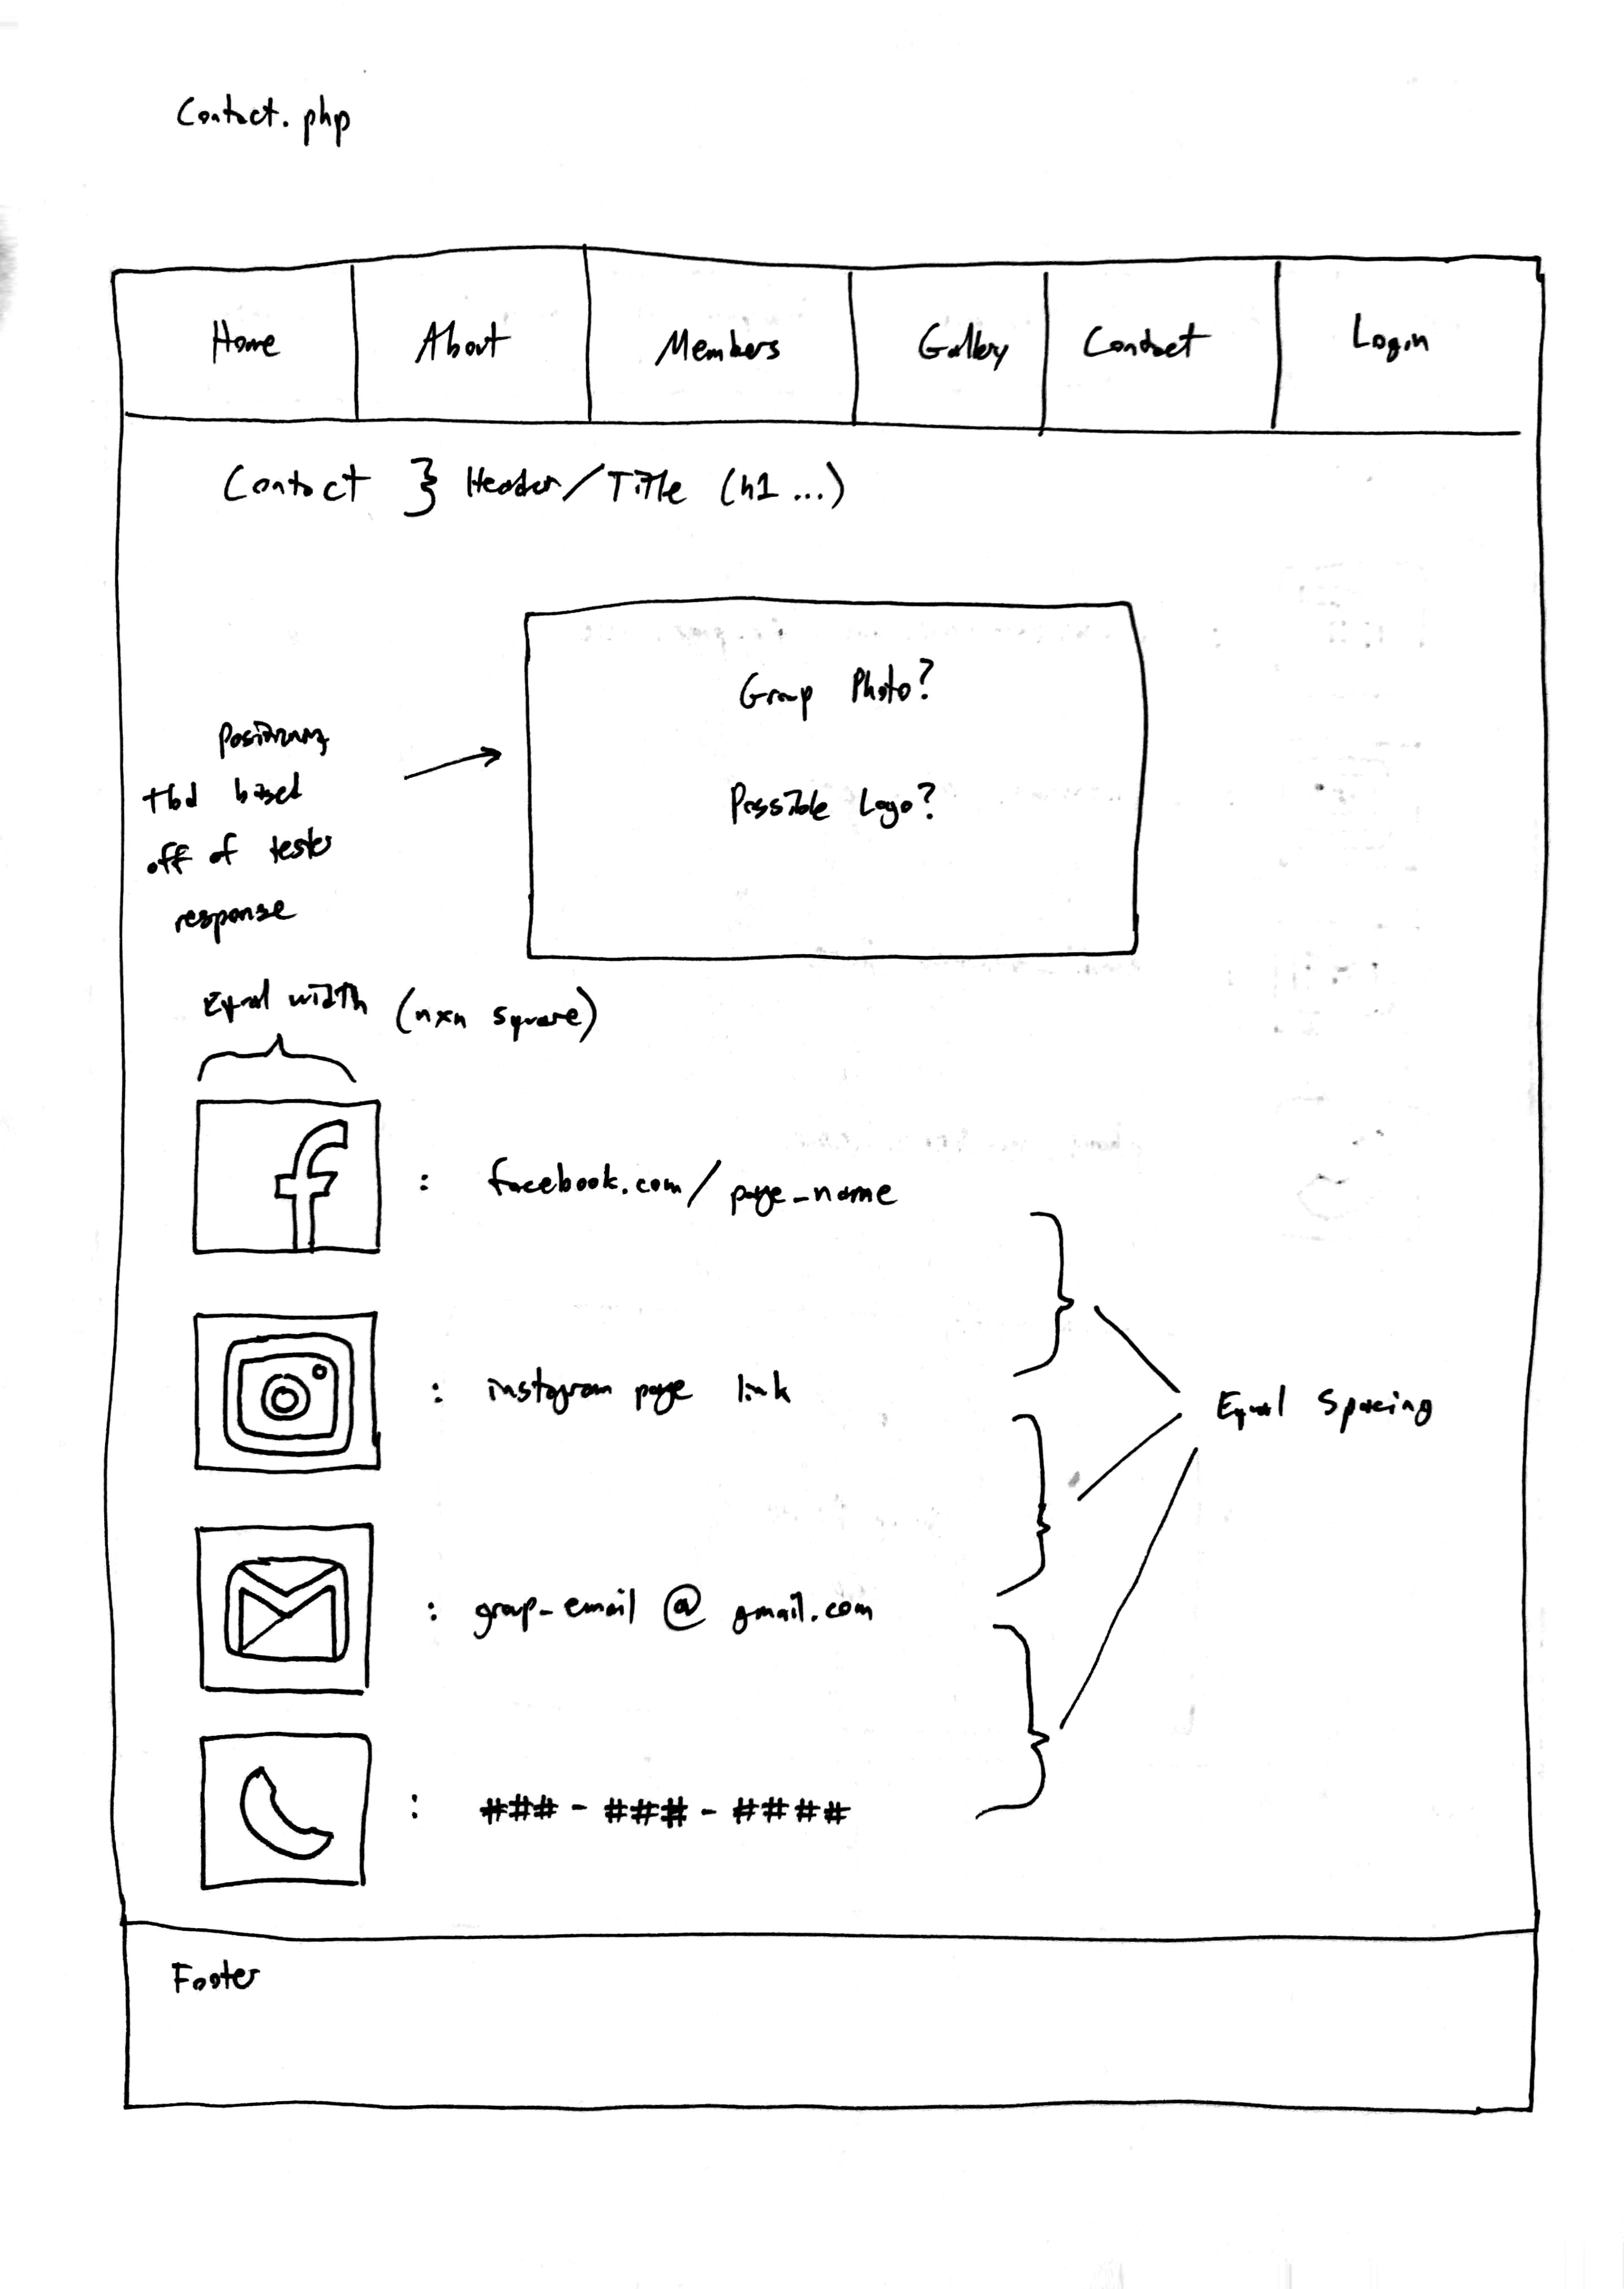 Contact.php
Home About Members Gallery Contact Login
Contact } Header/Title (h1...)
Group Photo?
Possible Logo?
Positioning
tbd based
off of tester
response
Equal width (nxn square)
f : facebook.com/page_name
: instagram page link
Equal Spacing
: group_email @ gmail.com
: ###-###-####
Footer